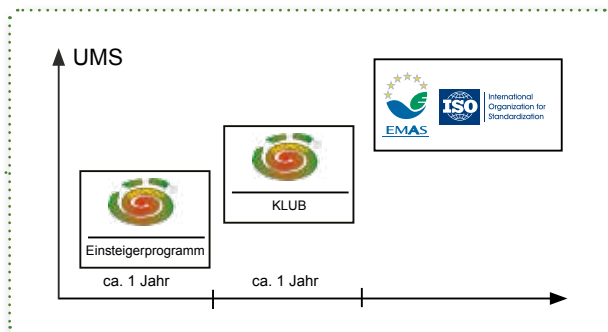 UMS
EMAS
ISO
International
Organization for
Standardization
KLUB
Einsteigerprogramm
ca. 1 Jahr
ca. 1 Jahr